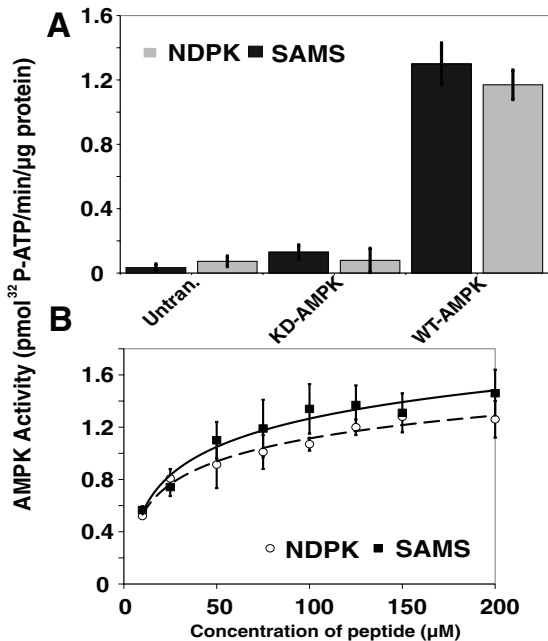 A
1.6
NDPK SAMS
1.2
0.8
0.4
0
Untran.
KD-AMPK
WT-AMPK
AMPK Activity (pmol³²P-ATP/min/µg protein)
B
1.6
1.2
0.8
0.4
0
NDPK SAMS
0 50 100 150 200
Concentration of peptide (µM)